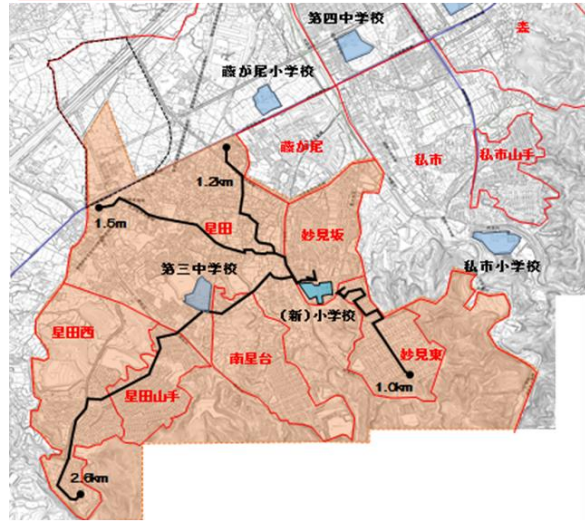 第四中学校
森
藤が尾小学校
藤が尾
私市
私市山手
1.2km
1.5m
星田
妙見坂
私市小学校
第三中学校
(新)小学校
星田西
南星台
妙見東
星田山手
1.0km
2.6km